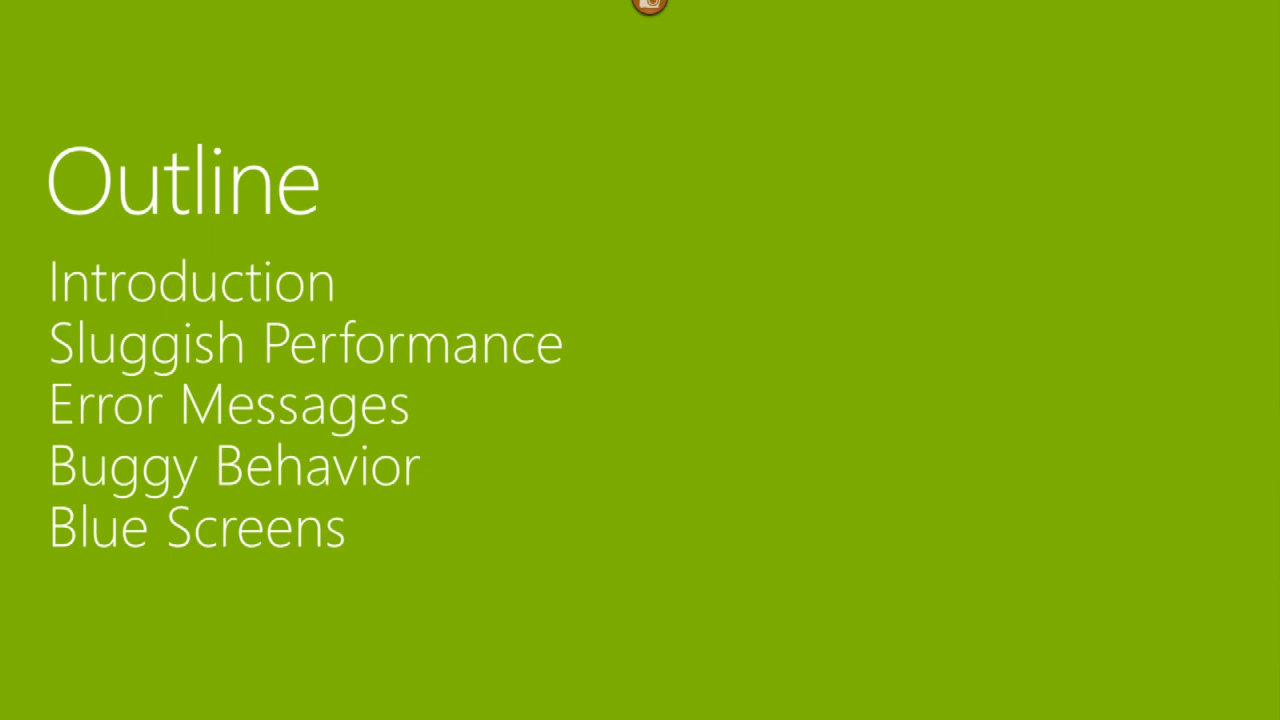 Outline
Introduction
Sluggish Performance
Error Messages
Buggy Behavior
Blue Screens